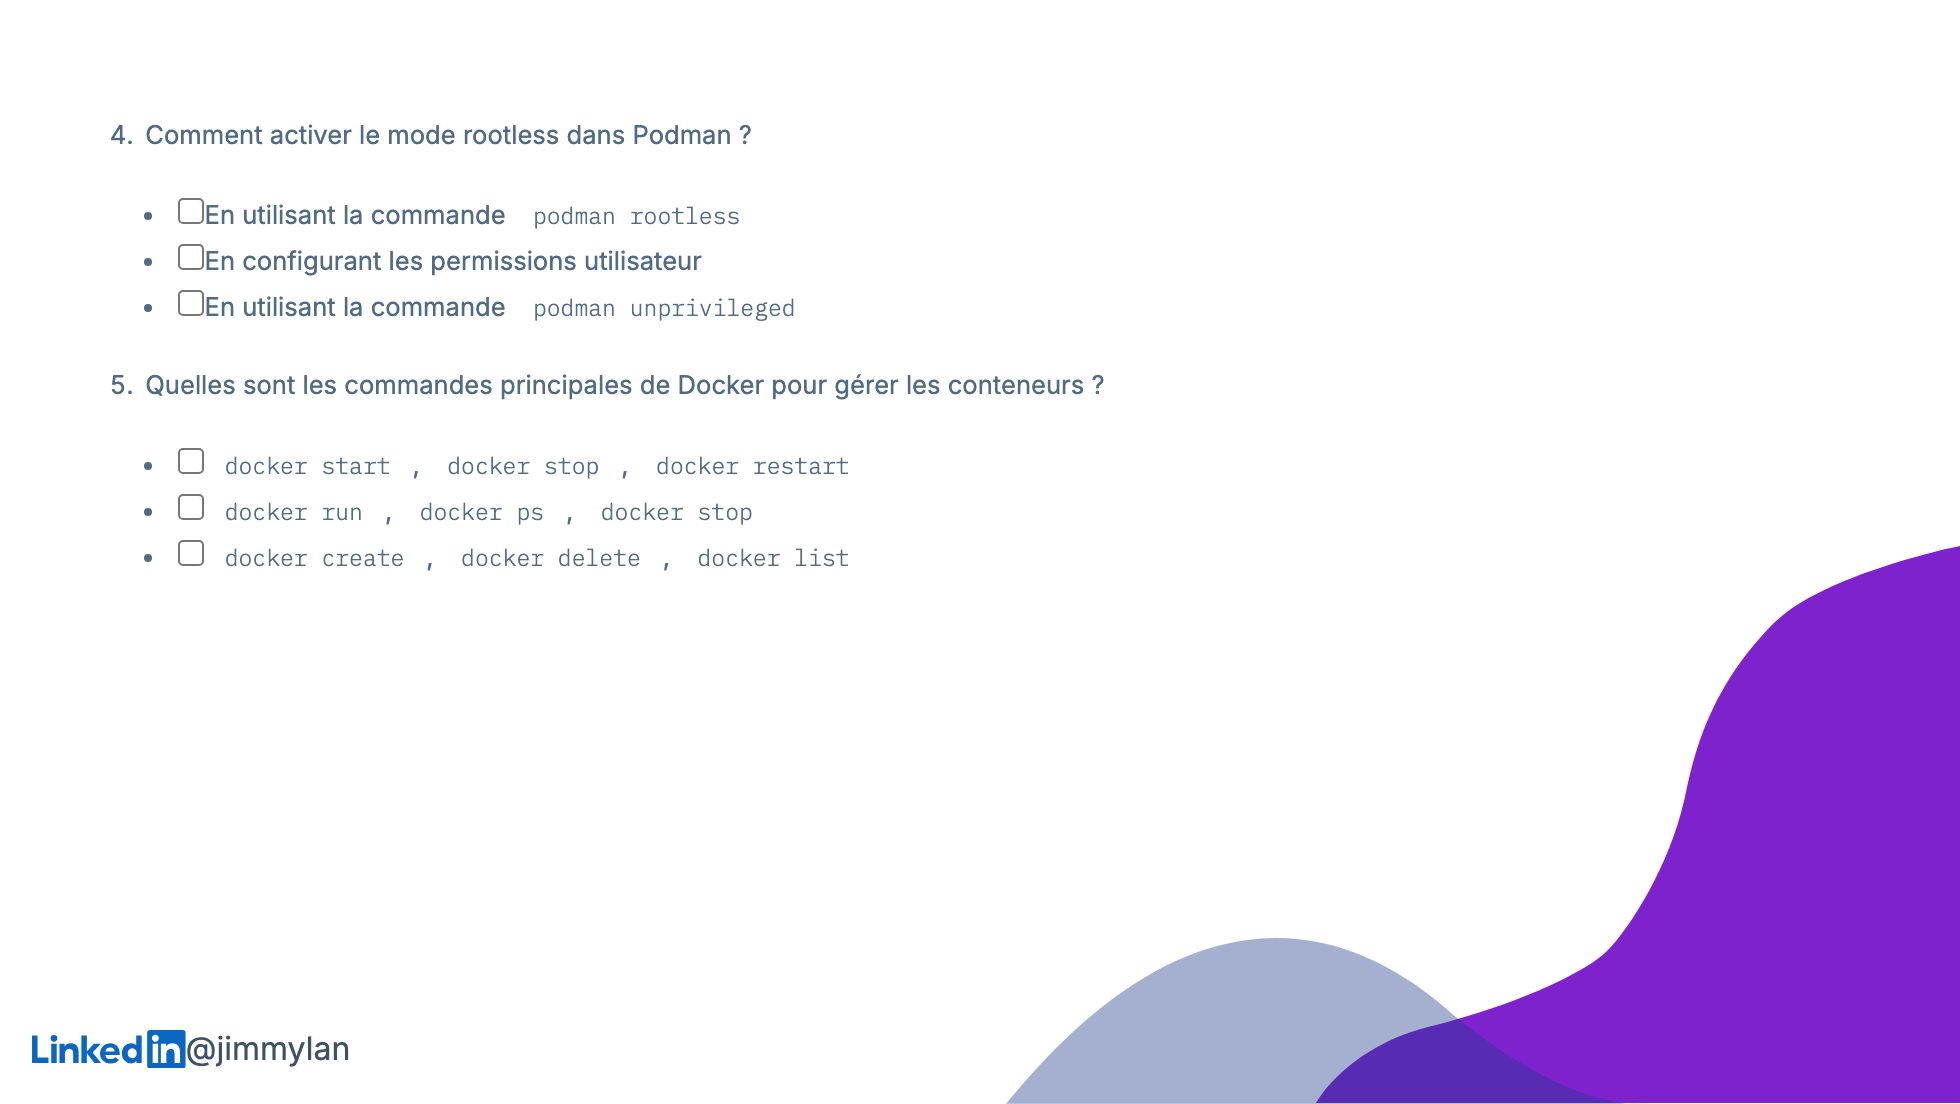 4. Comment activer le mode rootless dans Podman ?
• En utilisant la commande podman rootless
• En configurant les permissions utilisateur
• En utilisant la commande podman unprivileged
5. Quelles sont les commandes principales de Docker pour gérer les conteneurs ?
• docker start , docker stop , docker restart
• docker run , docker ps , docker stop
• docker create , docker delete , docker list
Linkedin@jimmylan